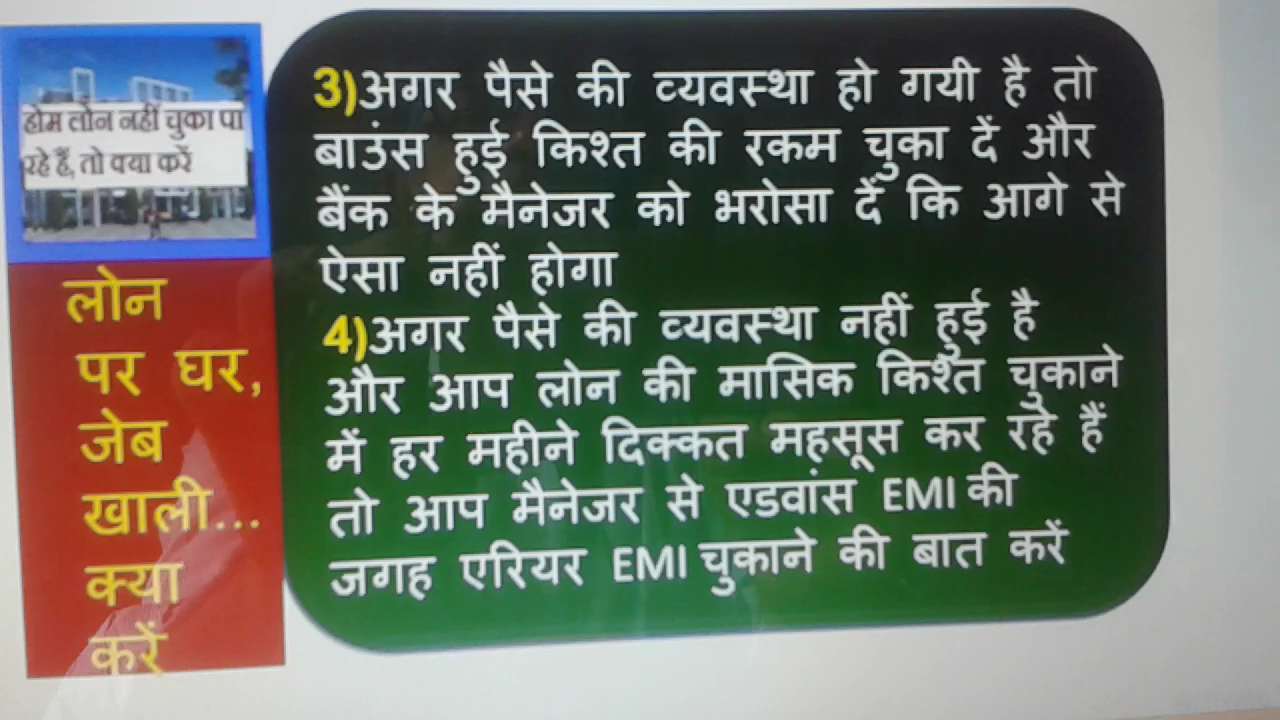 होम लोन नहीं चुका पा
रहे हैं, तो क्या करें
लोन
पर घर,
जेब
खाली...
क्या
करें
3)अगर पैसे की व्यवस्था हो गयी है तो
बाउंस हुई किश्त की रकम चुका दें और
बैंक के मैनेजर को भरोसा दें कि आगे से
ऐसा नहीं होगा
4)अगर पैसे की व्यवस्था नहीं हुई है
और आप लोन की मासिक किश्त चुकाने
में हर महीने दिक्कत महसूस कर रहे हैं
तो आप मैनेजर से एडवांस EMI की
जगह एरियर EMI चुकाने की बात करें